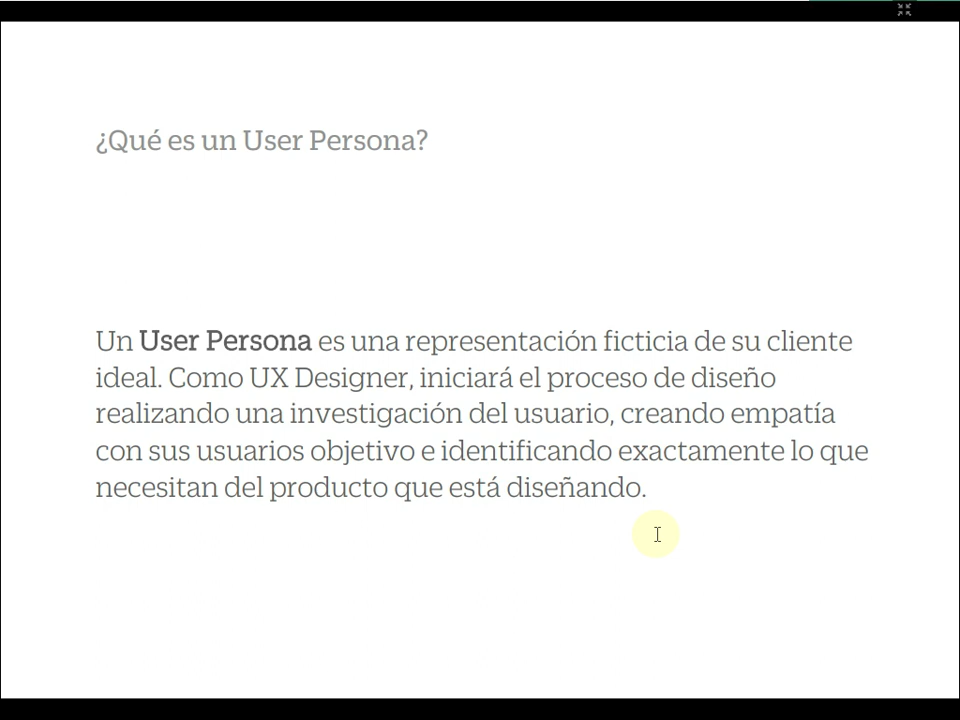 ¿Qué es un User Persona?
Un User Persona es una representación ficticia de su cliente
ideal. Como UX Designer, iniciará el proceso de diseño
realizando una investigación del usuario, creando empatía
con sus usuarios objetivo e identificando exactamente lo que
necesitan del producto que está diseñando.